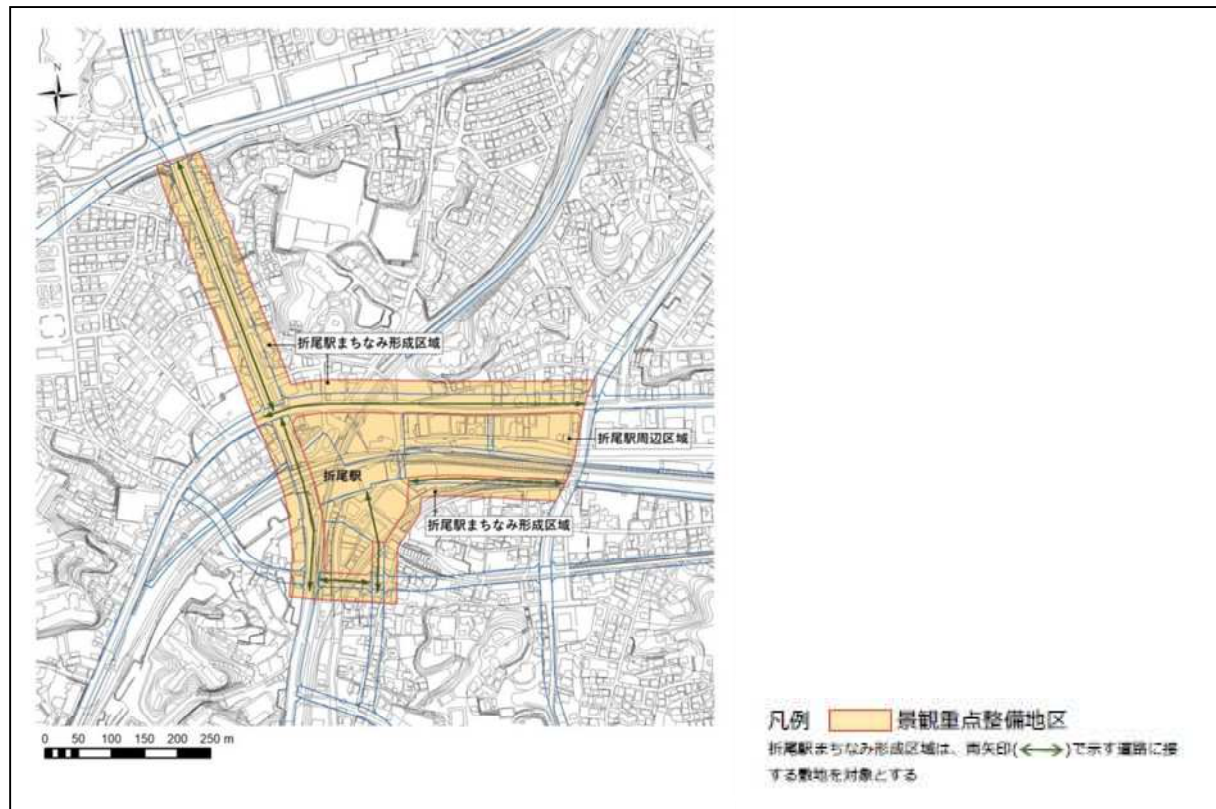 N
折尾駅まちなみ形成区域
折尾駅周辺区域
折尾駅
折尾駅まちなみ形成区域
0 50 100 150 200 250 m
凡例 景観重点整備地区
折尾駅まちなみ形成区域は、両矢印(⟷)で示す道路に接
する敷地を対象とする